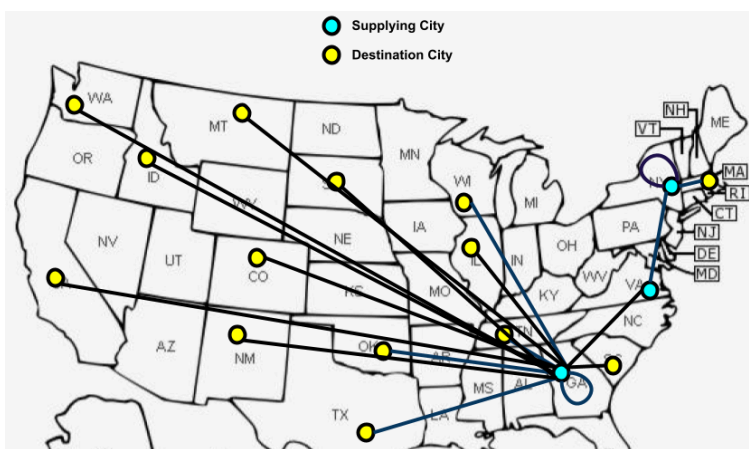 Supplying City
Destination City
WA
MT
ND
MN
NH
ME
VT
OR
ID
WI
NY
MA
RI
MI
CT
IA
PA
NJ
NV
NE
OH
IN
IL
DE
MD
UT
CO
WV
VA
KS
MO
KY
NC
TN
AZ
NM
OK
AR
SC
MS
AL
GA
TX
LA